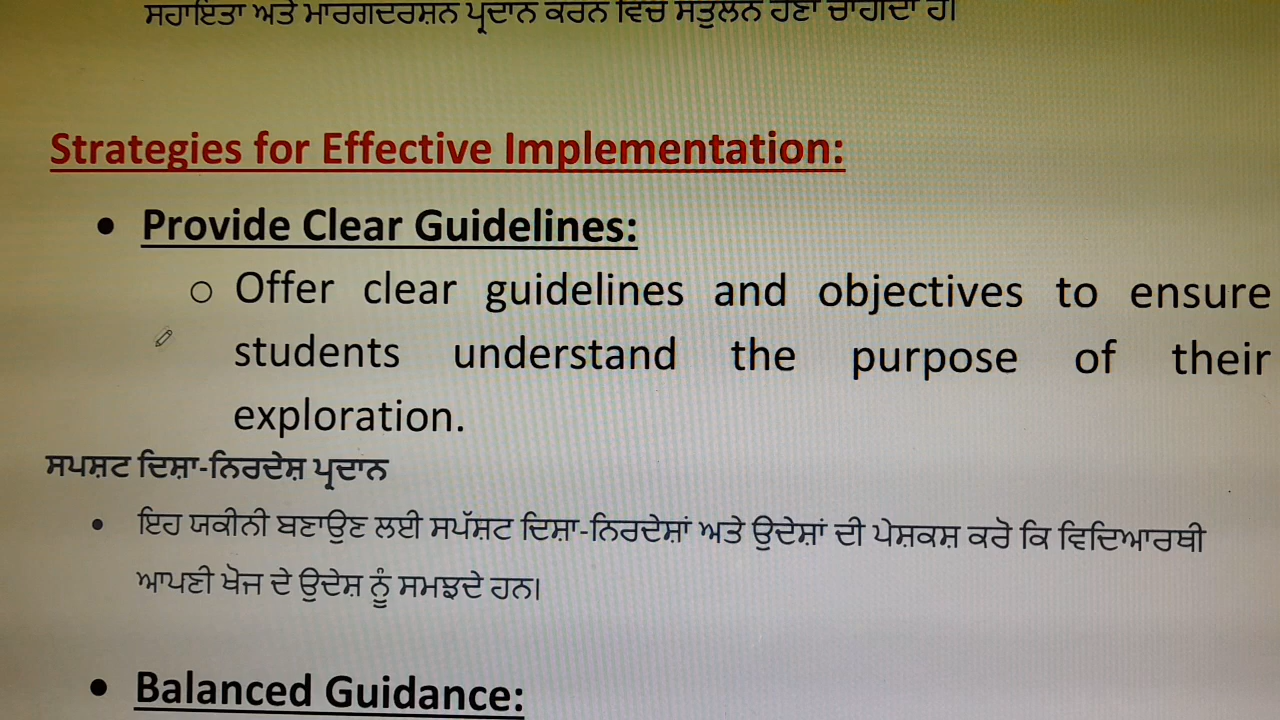 ਸਹਾਇਤਾ ਅਤੇ ਮਾਰਗਦਰਸ਼ਨ ਪ੍ਰਦਾਨ ਕਰਨ ਵਿੱਚ ਸੰਤੁਲਨ ਹੋਣਾ ਚਾਹੀਦਾ ਹੈ।
Strategies for Effective Implementation:
• Provide Clear Guidelines:
○ Offer clear guidelines and objectives to ensure
students understand the purpose of their
exploration.
ਸਪਸ਼ਟ ਦਿਸ਼ਾ-ਨਿਰਦੇਸ਼ ਪ੍ਰਦਾਨ
• ਇਹ ਯਕੀਨੀ ਬਣਾਉਣ ਲਈ ਸਪੱਸ਼ਟ ਦਿਸ਼ਾ-ਨਿਰਦੇਸ਼ਾਂ ਅਤੇ ਉਦੇਸ਼ਾਂ ਦੀ ਪੇਸ਼ਕਸ਼ ਕਰੋ ਕਿ ਵਿਦਿਆਰਥੀ
ਆਪਣੀ ਖੋਜ ਦੇ ਉਦੇਸ਼ ਨੂੰ ਸਮਝਦੇ ਹਨ।
• Balanced Guidance: